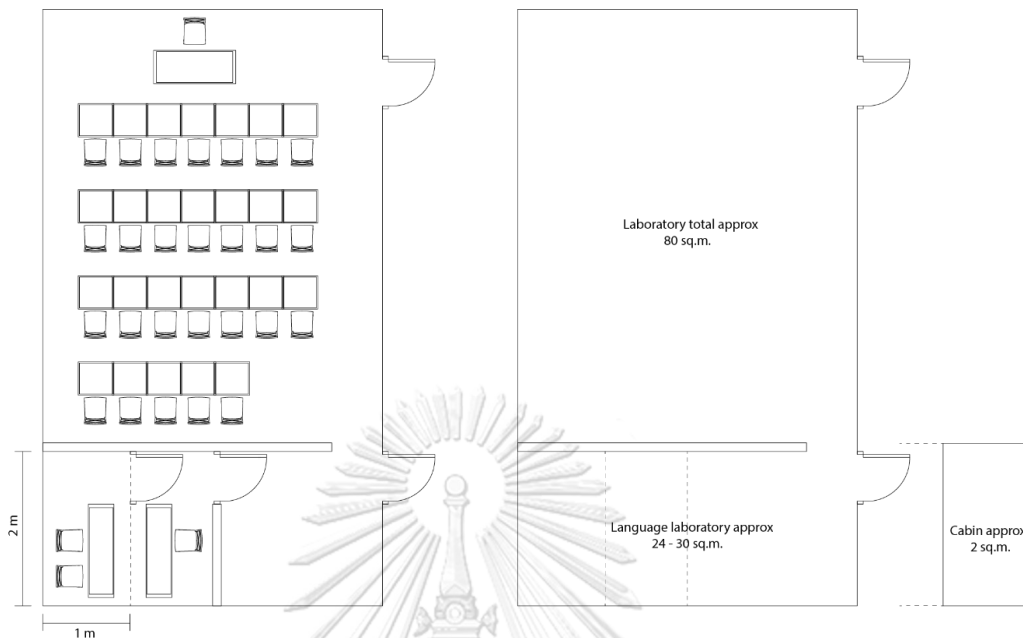 Laboratory total approx
80 sq.m.
2 m
Language laboratory approx
24 - 30 sq.m.
Cabin approx
2 sq.m.
1 m